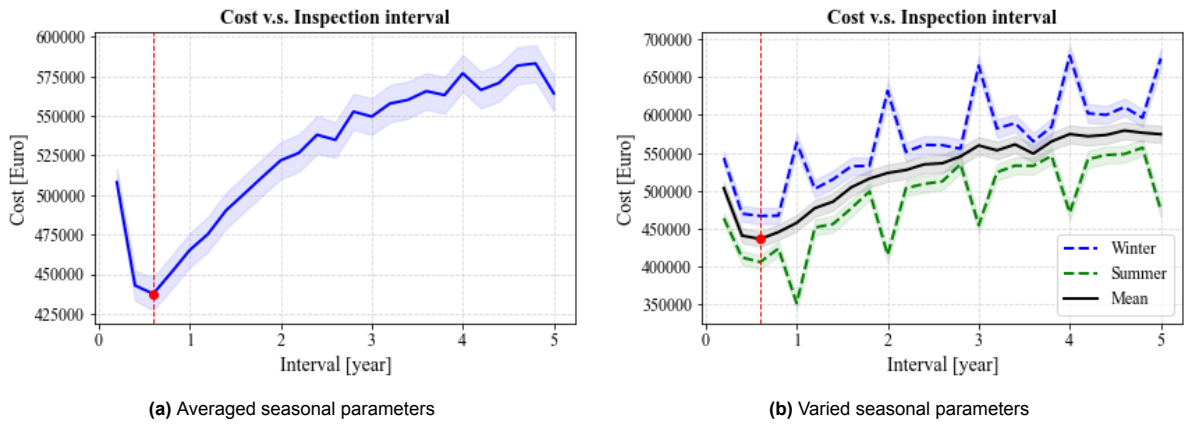 Cost v.s. Inspection interval
600000
575000
550000
525000
500000
475000
450000
425000
Cost [Euro]
0 1 2 3 4 5
Interval [year]
(a) Averaged seasonal parameters
Cost v.s. Inspection interval
700000
650000
600000
550000
500000
450000
400000
350000
Cost [Euro]
Winter
Summer
Mean
0 1 2 3 4 5
Interval [year]
(b) Varied seasonal parameters